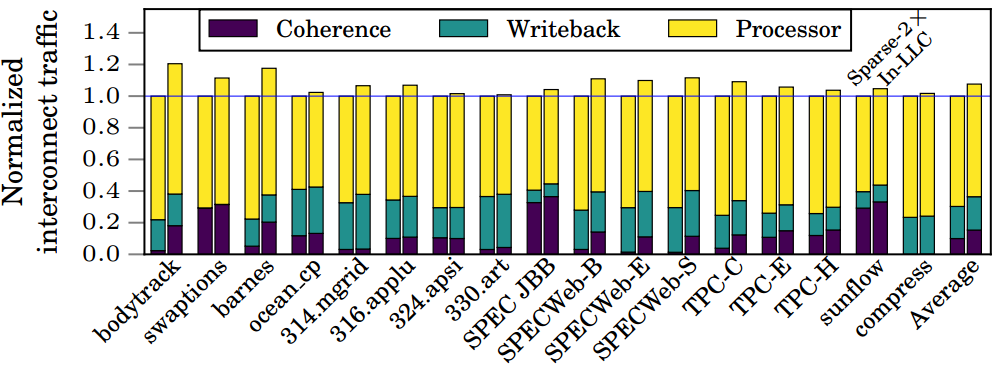 Normalized
interconnect traffic
1.4
1.2
1.0
0.8
0.6
0.4
0.2
0.0
Coherence
Writeback
Processor
Sparse-2×
In-LLC
bodytrack
swaptions
barnes
ocean_cp
314.mgrid
316.applu
324.apsi
330.art
SPEC JBB
SPECWeb-B
SPECWeb-E
SPECWeb-S
TPC-C
TPC-E
TPC-H
sunflow
compress
Average